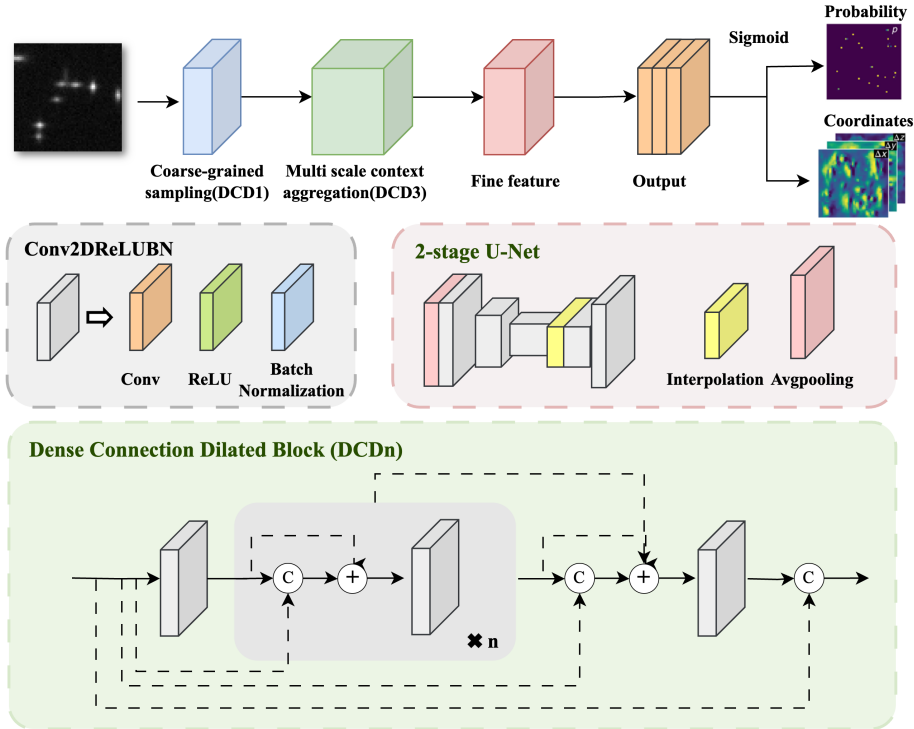 Probability
p
Sigmoid
Coordinates
Δz
Δy
Δx
Coarse-grained
sampling(DCD1)
Multi scale context
aggregation(DCD3)
Fine feature
Output
Conv2DReLUBN
Conv
ReLU
Batch
Normalization
2-stage U-Net
Interpolation
Avgpooling
Dense Connection Dilated Block (DCDn)
C
+
✖ n
C
+
C